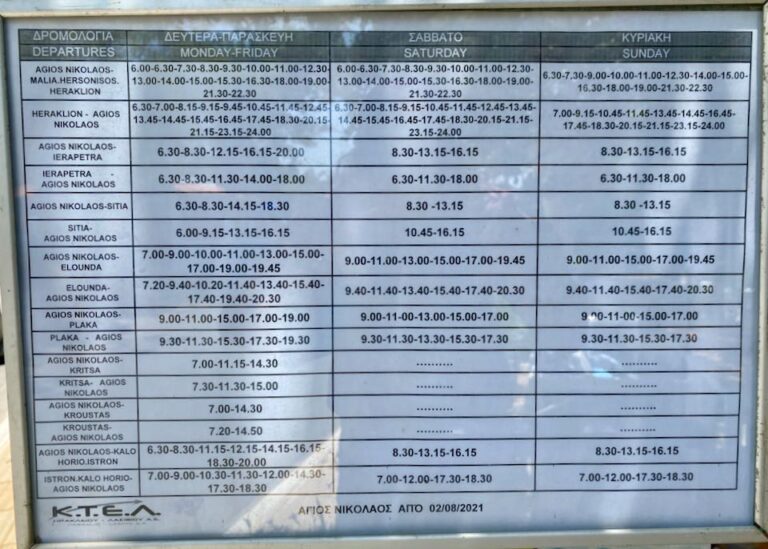 ΔΡΟΜΟΛΟΓΙΑ ΔΕΥΤΕΡΑ-ΠΑΡΑΣΚΕΥΗ ΣΑΒΒΑΤΟ ΚΥΡΙΑΚΗ
DEPARTURES MONDAY-FRIDAY SATURDAY SUNDAY
AGIOS NIKOLAOS-
MALIA.HERSONISOS.
HERAKLION
6.00-6.30-7.30-8.30-9.30-10.00-11.00-12.30-
13.00-14.00-15.00-15.30-16.30-18.00-19.00-
21.30-22.30
6.00-6.30-7.30-8.30-9.30-10.00-11.00-12.30-
13.00-14.00-15.00-15.30-16.30-18.00-19.00-
21.30-22.30
6.30-7.30-9.00-10.00-11.00-12.30-14.00-15.00-
16.30-18.00-19.00-21.30-22.30
HERAKLION - AGIOS
NIKOLAOS
6.30-7.00-8.15-9.15-9.45-10.45-11.45-12.45-
13.45-14.45-15.45-16.45-17.45-18.30-20.15-
21.15-23.15-24.00
6.30-7.00-8.15-9.15-10.45-11.45-12.45-13.45-
14.45-15.45-16.45-17.45-18.30-20.15-21.15-
23.15-24.00
7.00-9.15-10.45-11.45-13.45-14.45-16.45-
17.45-18.30-20.15-21.15-23.15-24.00
AGIOS NIKOLAOS-
IERAPETRA
6.30-8.30-12.15-16.15-20.00
8.30-13.15-16.15
8.30-13.15-16.15
IERAPETRA -
AGIOS NIKOLAOS
6.30-8.30-11.30-14.00-18.00
6.30-11.30-18.00
6.30-11.30-18.00
AGIOS NIKOLAOS-SITIA
6.30-8.30-14.15-18.30
8.30 -13.15
8.30 -13.15
SITIA-
AGIOS NIKOLAOS
6.00-9.15-13.15-16.15
10.45-16.15
10.45-16.15
AGIOS NIKOLAOS-
ELOUNDA
7.00-9.00-10.00-11.00-13.00-15.00-
17.00-19.00-19.45
9.00-11.00-13.00-15.00-17.00-19.45
9.00-11.00-15.00-17.00-19.45
ELOUNDA-
AGIOS NIKOLAOS
7.20-9.40-10.20-11.40-13.40-15.40-
17.40-19.40-20.30
9.40-11.40-13.40-15.40-17.40-20.30
9.40-11.40-15.40-17.40-20.30
AGIOS NIKOLAOS-
PLAKA
9.00-11.00-15.00-17.00-19.00
9.00-11-00-13.00-15.00-17.00
9.00-11.00-15.00-17.00
PLAKA - AGIOS
NIKOLAOS
9.30-11.30-15.30-17.30-19.30
9.30-11.30-13.30-15.30-17.30
9.30-11.30-15.30-17.30
AGIOS NIKOLAOS-
KRITSA
7.00-11.15-14.30
..........
..........
KRITSA- AGIOS
NIKOLAOS
7.30-11.30-15.00
..........
..........
AGIOS NIKOLAOS-
KROUSTAS
7.00-14.30
..........
..........
KROUSTAS-
AGIOS NIKOLAOS
7.20-14.50
..........
..........
AGIOS NIKOLAOS-KALO
HORIO.ISTRON
6.30-8.30-11.15-12.15-14.15-16.15-
18.30-20.00
8.30-13.15-16.15
8.30-13.15-16.15
ISTRON.KALO HORIO-
AGIOS NIKOLAOS
7.00-9.00-10.30-11.30-12.00-14.30-
17.30-18.30
7.00-12.00-17.30-18.30
7.00-12.00-17.30-18.30
Κ.Τ.Ε.Λ.
ΗΡΑΚΛΕΙΟΥ - ΛΑΣΙΘΙΟΥ Α.Ε.
ΑΓΙΟΣ ΝΙΚΟΛΑΟΣ ΑΠΌ 02/08/2021